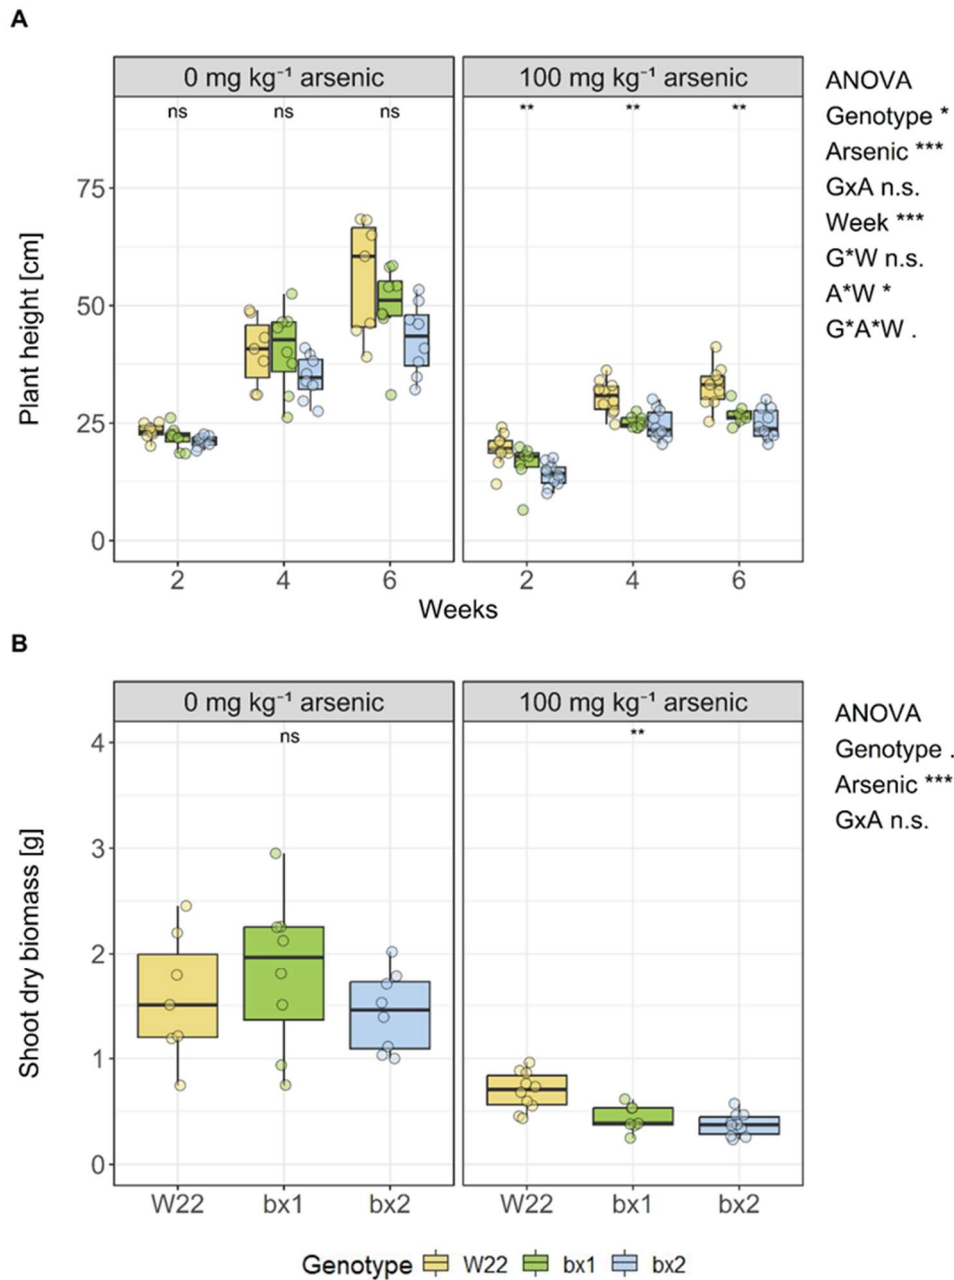 A
0 mg kg⁻¹ arsenic 100 mg kg⁻¹ arsenic
ANOVA
Genotype *
Arsenic ***
GxA n.s.
Week ***
G*W n.s.
A*W *
G*A*W .
ns ns ns ** ** **
Plant height [cm]
75
50
25
0
2 4 6 2 4 6
Weeks
B
0 mg kg⁻¹ arsenic 100 mg kg⁻¹ arsenic
ANOVA
Genotype .
Arsenic ***
GxA n.s.
ns **
Shoot dry biomass [g]
4
3
2
1
0
W22 bx1 bx2 W22 bx1 bx2
Genotype W22 bx1 bx2